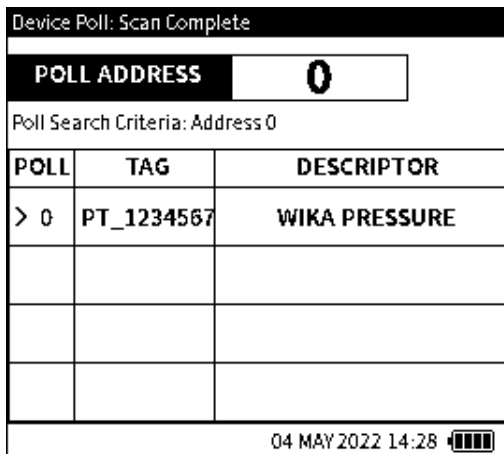 Device Poll: Scan Complete
POLL ADDRESS 0
Poll Search Criteria: Address 0
POLL TAG DESCRIPTOR
> 0 PT_1234567 WIKA PRESSURE
04 MAY 2022 14:28